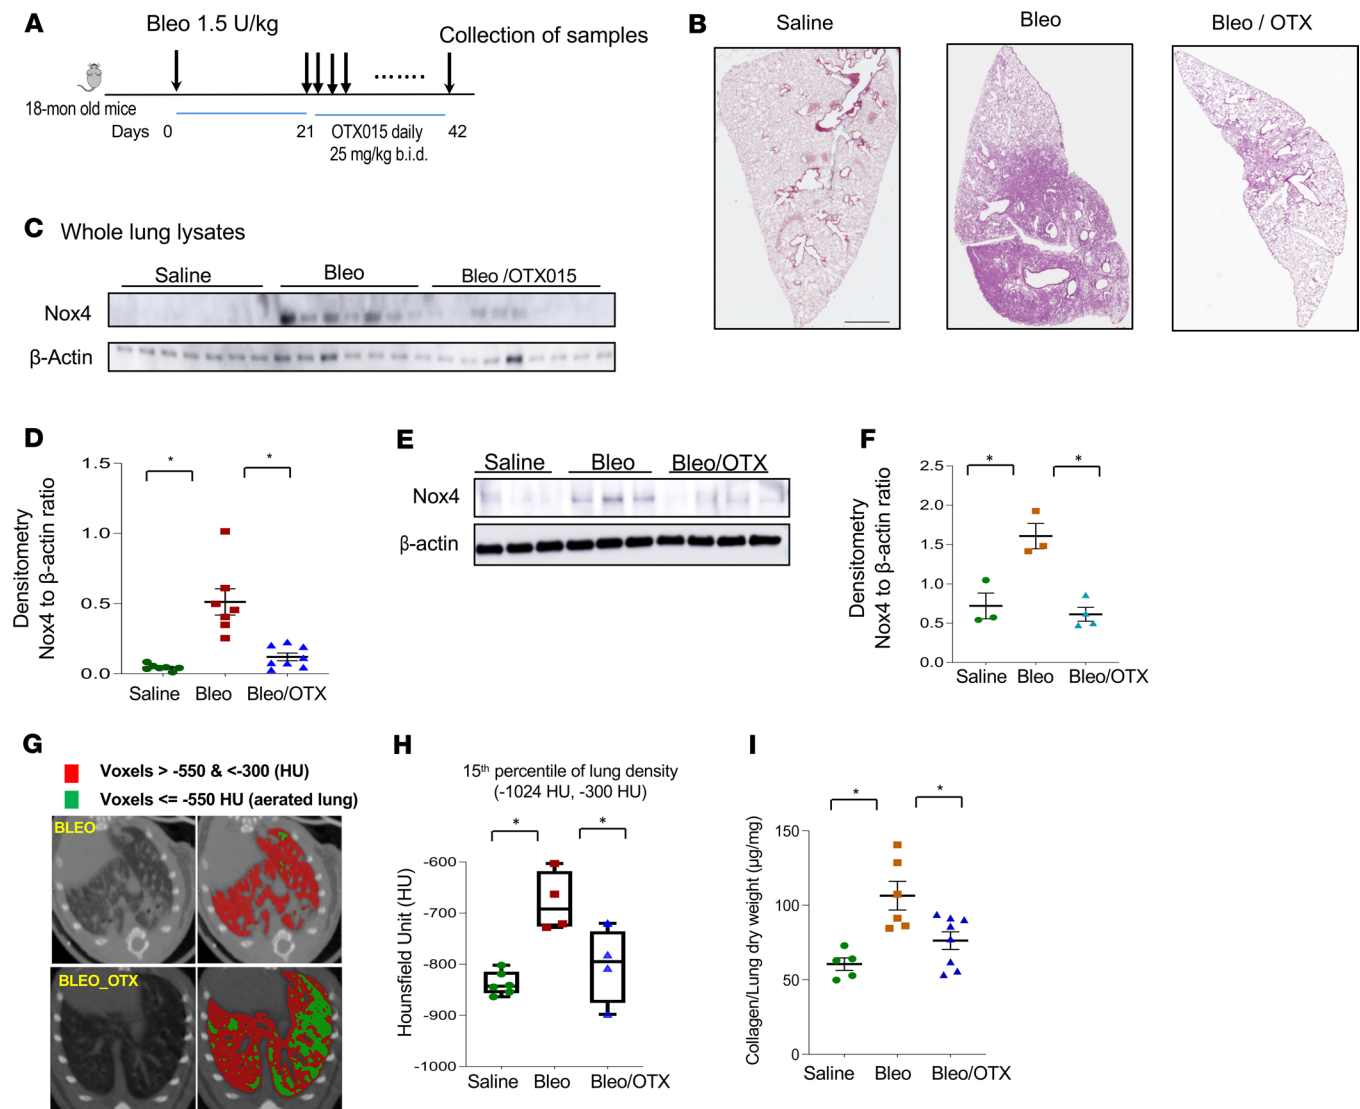 A
Bleo 1.5 U/kg
Collection of samples
.......
18-mon old mice
Days 0 21 OTX015 daily 42
25 mg/kg b.i.d.
B
Saline Bleo Bleo / OTX
C Whole lung lysates
Saline Bleo Bleo /OTX015
Nox4
β-Actin
D
Densitometry
Nox4 to β-actin ratio
1.5
1.0
0.5
0.0
* *
Saline Bleo Bleo/OTX
E
Saline Bleo Bleo/OTX
Nox4
β-actin
F
Densitometry
Nox4 to β-actin ratio
2.5
2.0
1.5
1.0
0.5
0.0
* *
Saline Bleo Bleo/OTX
G
Voxels > -550 & <-300 (HU)
Voxels <= -550 HU (aerated lung)
BLEO
BLEO_OTX
H
15th percentile of lung density
(-1024 HU, -300 HU)
* *
Hounsfield Unit (HU)
-600
-700
-800
-900
-1000
Saline Bleo Bleo/OTX
I
* *
Collagen/Lung dry weight (μg/mg)
150
100
50
0
Saline Bleo Bleo/OTX